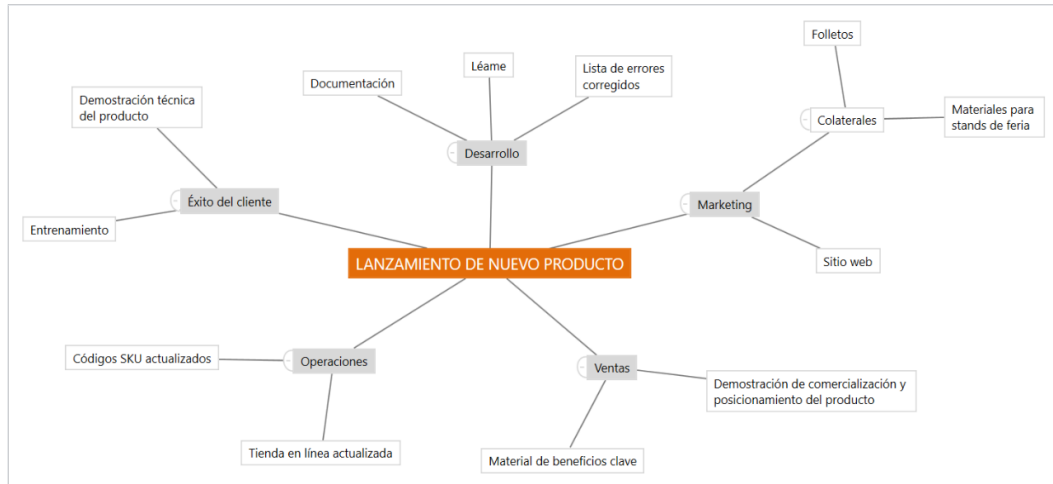 Folletos
Léame
Lista de errores
corregidos
Documentación
Demostración técnica
del producto
Materiales para
stands de feria
Colaterales
Desarrollo
Éxito del cliente
Marketing
Entrenamiento
LANZAMIENTO DE NUEVO PRODUCTO
Sitio web
Códigos SKU actualizados
Operaciones
Ventas
Demostración de comercialización y
posicionamiento del producto
Tienda en línea actualizada
Material de beneficios clave